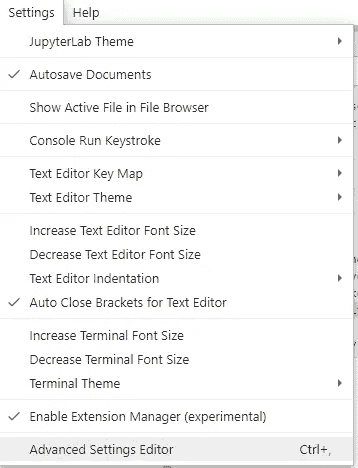 Settings Help
JupyterLab Theme
Autosave Documents
Show Active File in File Browser
Console Run Keystroke
Text Editor Key Map
Text Editor Theme
Increase Text Editor Font Size
Decrease Text Editor Font Size
Text Editor Indentation
Auto Close Brackets for Text Editor
Increase Terminal Font Size
Decrease Terminal Font Size
Terminal Theme
Enable Extension Manager (experimental)
Advanced Settings Editor Ctrl+,